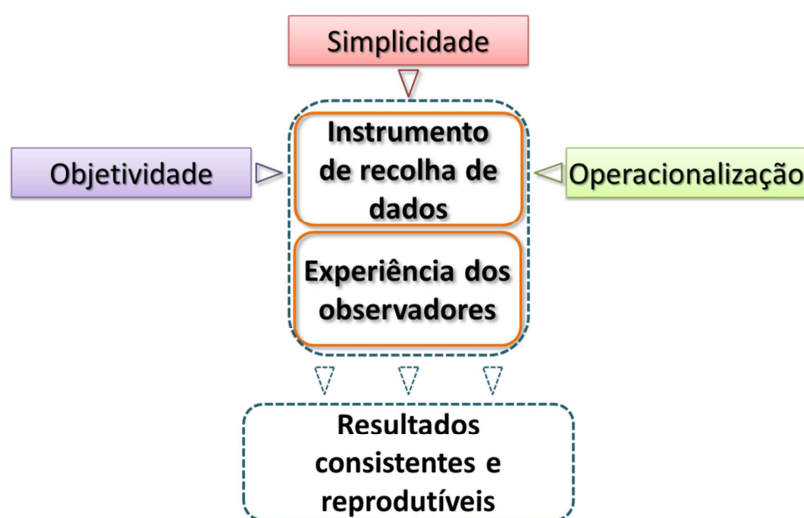 Simplicidade
Instrumento
de recolha de
dados
Objetividade
Operacionalização
Experiência dos
observadores
Resultados
consistentes e
reprodutíveis